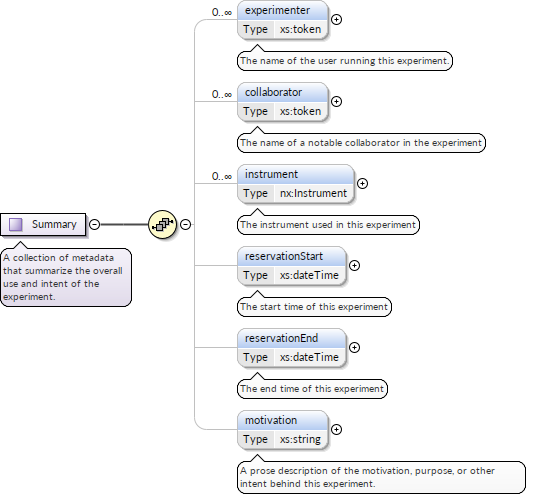 0..∞
experimenter
Type xs:token
The name of the user running this experiment.
0..∞
collaborator
Type xs:token
The name of a notable collaborator in the experiment
0..∞
instrument
Type nx:Instrument
The instrument used in this experiment
Summary
A collection of metadata
that summarize the overall
use and intent of the
experiment.
reservationStart
Type xs:dateTime
The start time of this experiment
reservationEnd
Type xs:dateTime
The end time of this experiment
motivation
Type xs:string
A prose description of the motivation, purpose, or other
intent behind this experiment.